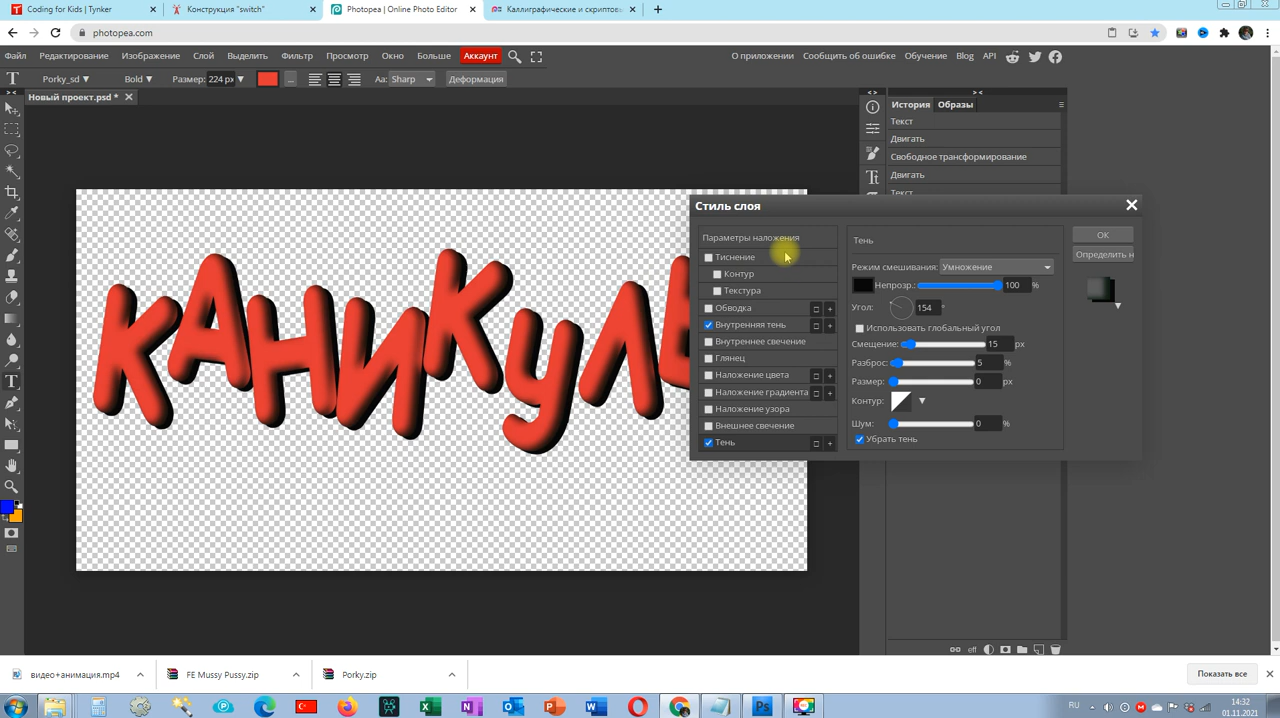 Coding for Kids | Tynker
Конструкция "switch"
Photopea | Online Photo Editor
Каллиграфические и скриптовы
photopea.com
Файл Редактирование Изображение Слой Выделить Фильтр Просмотр Окно Больше Аккаунт
О приложении Сообщить об ошибке Обучение Blog API
Porky_sd Bold Размер: 224 px ... Aa: Sharp Деформация
Новый проект.psd *
История Образы
Текст
Двигать
Свободное трансформирование
Двигать
Текст
кАНИКуЛ
Стиль слоя
Параметры наложения
Тиснение
Контур
Текстура
Обводка
Внутренняя тень
Внутреннее свечение
Глянец
Наложение цвета
Наложение градиента
Наложение узора
Внешнее свечение
Тень
Тень
Режим смешивания: Умножение
Непрозр.: 100 %
Угол: 154 °
Использовать глобальный угол
Смещение: 15 px
Разброс: 5 %
Размер: 0 px
Контур:
Шум: 0 %
Убрать тень
OK
Определить н
eff
видео+анимация.mp4
FE Mussy Pussy.zip
Porky.zip
Показать все
RU
14:32
01.11.2021